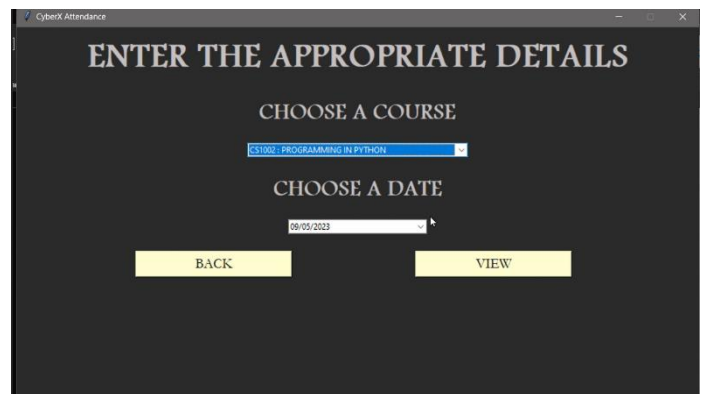 CyberX Attendance
ENTER THE APPROPRIATE DETAILS
CHOOSE A COURSE
CS1002 : PROGRAMMING IN PYTHON
CHOOSE A DATE
09/05/2023
BACK VIEW